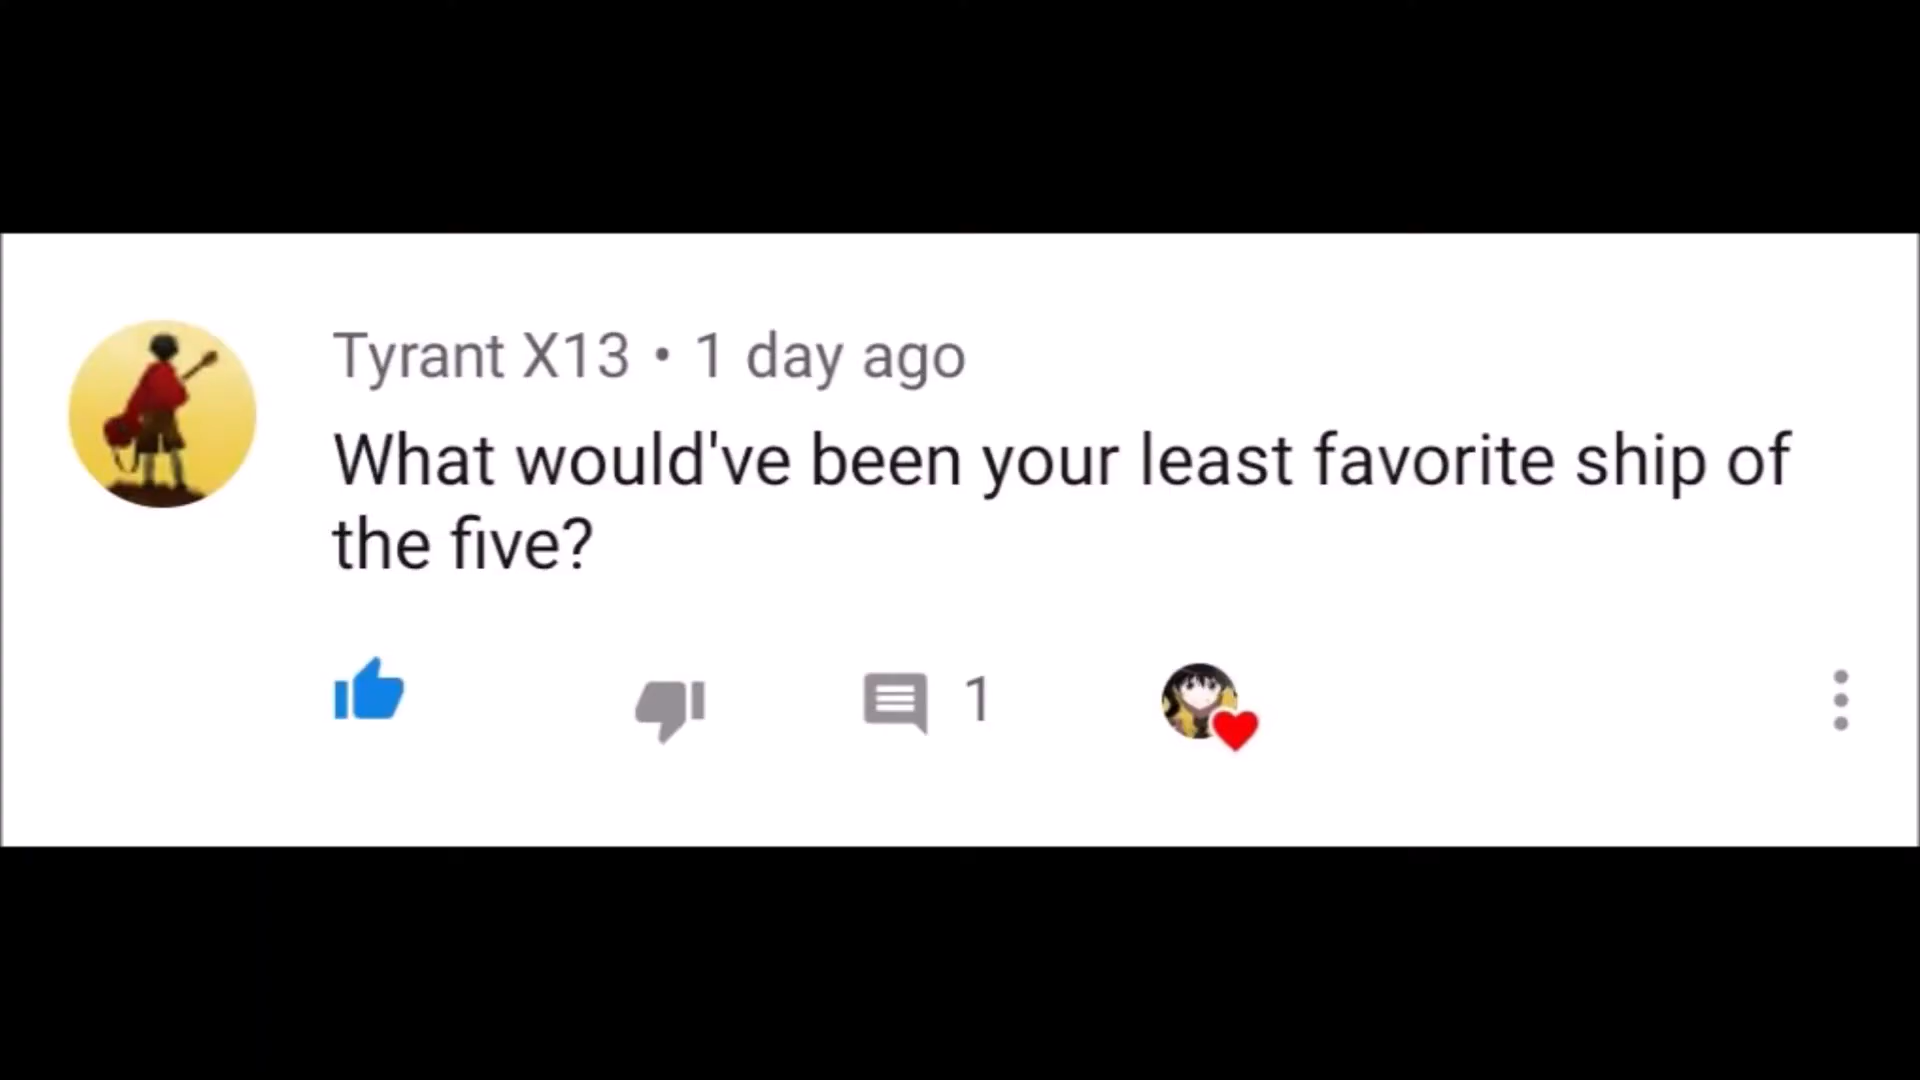 Tyrant X13 • 1 day ago
What would've been your least favorite ship of
the five?
1